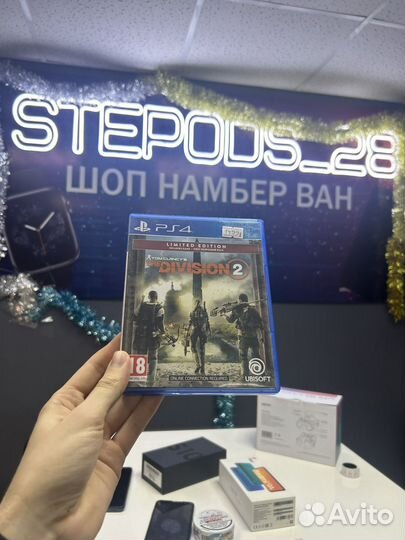 STEPODS_28
ШОП НАМБЕР ВАН
PS4
LIMITED EDITION
TOM CLANCY'S
THE DIVISION 2
18
ONLINE CONNECTION REQUIRED
UBISOFT
Avito